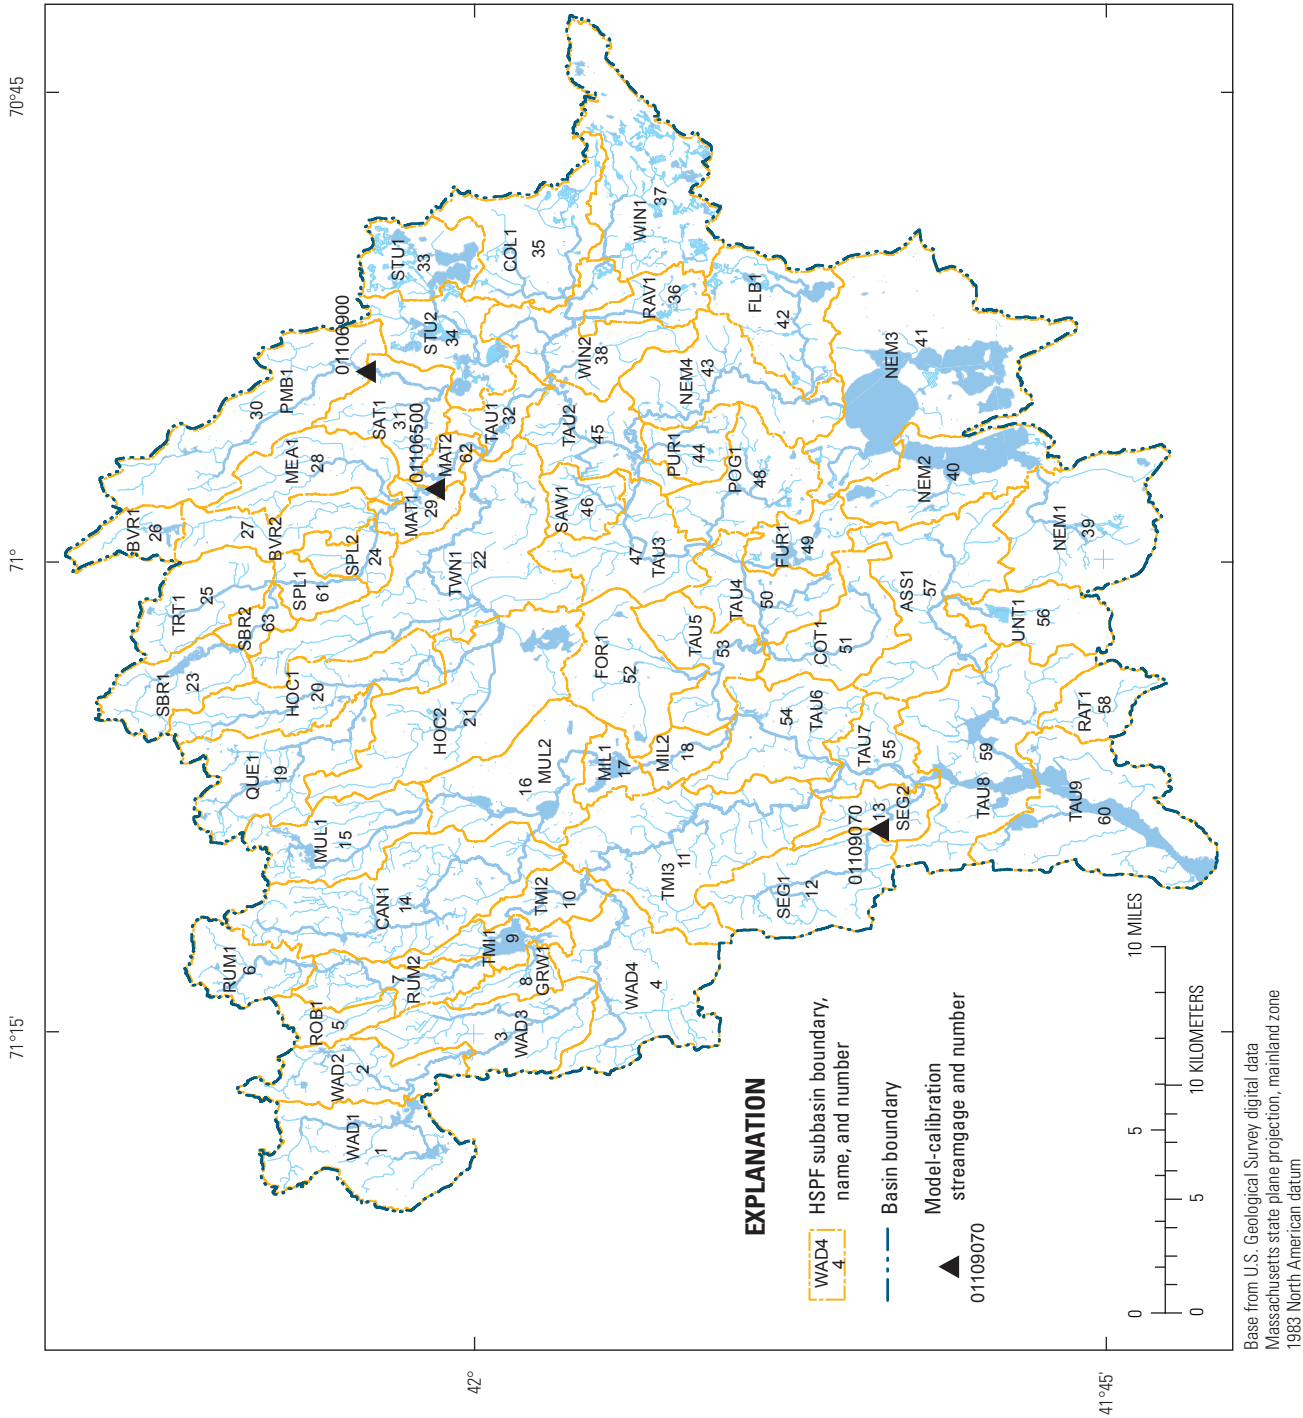 70°45'
71°
71°15'
42°
41°45'
WAD1
1
WAD2
2
3
WAD3
WAD4
4
ROB1
5
RUM1
6
7
RUM2
8
GRW1
TMI1
9
TMI2
10
TMI3
11
SEG1
12
13
SEG2
CAN1
14
MUL1
15
16
MUL2
MIL1
17
MIL2
18
QUE1
19
HOC1
20
HOC2
21
TWN1
22
SBR1
23
SPL2
24
TRT1
25
BVR1
26
27
BVR2
MEA1
28
MAT1
29
30
PMB1
SAT1
31
TAU1
32
STU1
33
STU2
34
COL1
35
RAV1
36
WIN1
37
WIN2
38
NEM1
39
NEM2
40
NEM3
41
FLB1
42
NEM4
43
PUR1
44
TAU2
45
SAW1
46
47
TAU3
POG1
48
FUR1
49
TAU4
50
COT1
51
FOR1
52
TAU5
53
54
TAU6
TAU7
55
UNT1
56
ASS1
57
RAT1
58
59
TAU8
TAU9
60
SPL1
61
MAT2
62
SBR2
63
01106900
01106500
01109070
EXPLANATION
WAD4
4
HSPF subbasin boundary,
name, and number
Basin boundary
Model-calibration
streamgage and number
01109070
0 5 10 MILES
0 5 10 KILOMETERS
Base from U.S. Geological Survey digital data
Massachusetts state plane projection, mainland zone
1983 North American datum